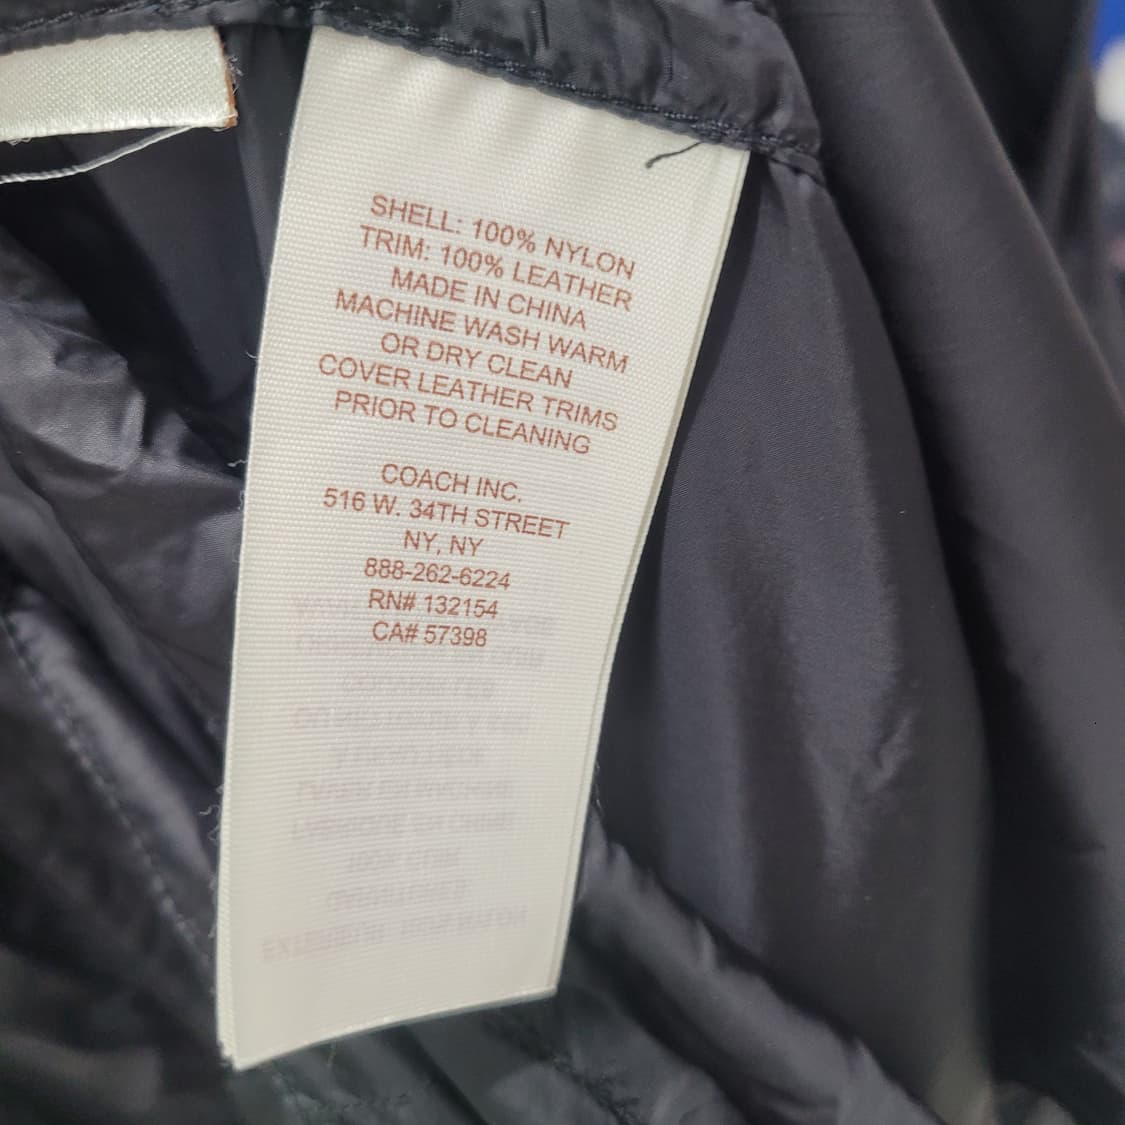 SHELL: 100% NYLON
TRIM: 100% LEATHER
MADE IN CHINA
MACHINE WASH WARM
OR DRY CLEAN
COVER LEATHER TRIMS
PRIOR TO CLEANING
COACH INC.
516 W. 34TH STREET
NY, NY
888-262-6224
RN# 132154
CA# 57398